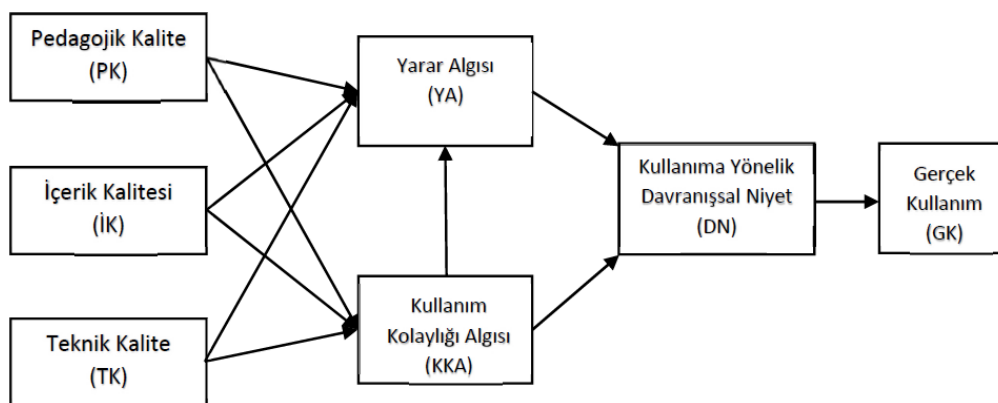 Pedagojik Kalite
(PK)
İçerik Kalitesi
(İK)
Teknik Kalite
(TK)
Yarar Algısı
(YA)
Kullanım
Kolaylığı Algısı
(KKA)
Kullanıma Yönelik
Davranışsal Niyet
(DN)
Gerçek
Kullanım
(GK)